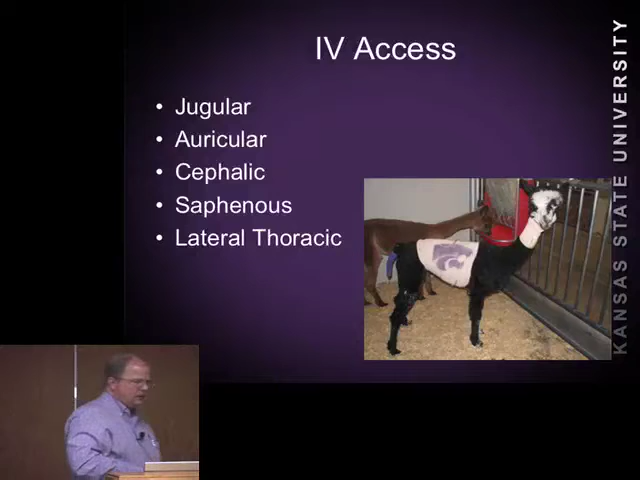 IV Access
• Jugular
• Auricular
• Cephalic
• Saphenous
• Lateral Thoracic
KANSAS STATE UNIVERSITY